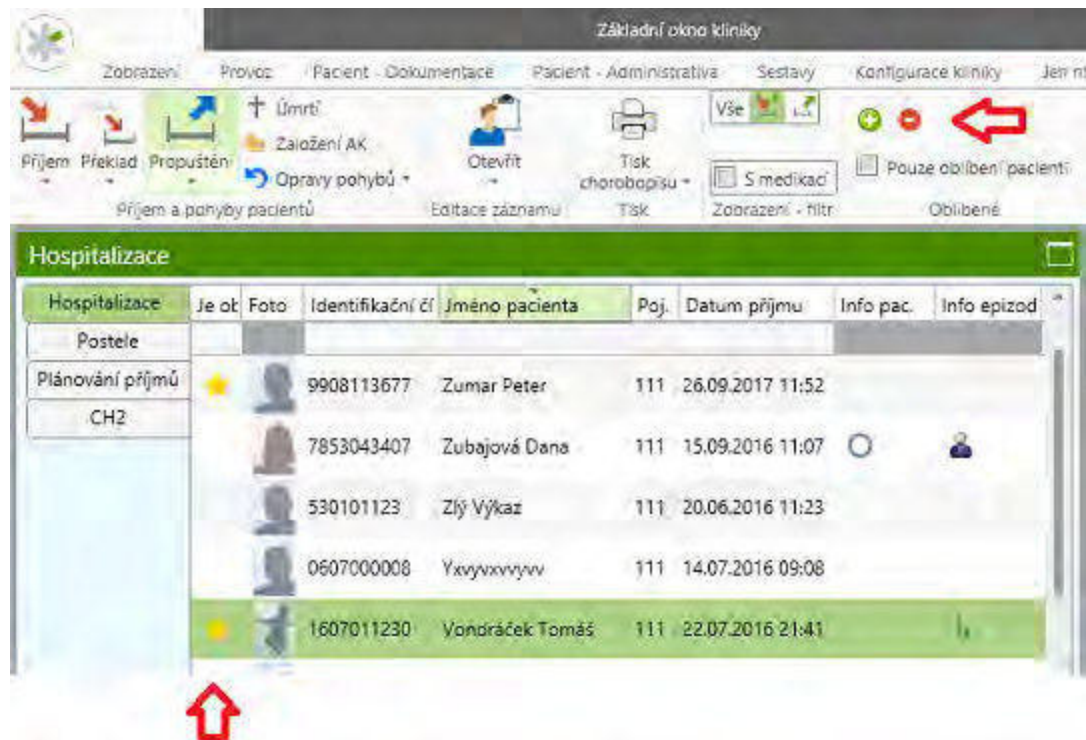 Základní okno kliniky
Zobrazení Provoz Pacient - Dokumentace Pacient - Administrativa Sestavy Konfigurace kliniky Jen
Příjem Překlad Propuštěn
Úmrtí
Založení AK
Opravy pohybů
Příjem a pohyby pacientů
Otevřít
Editace záznamu
Tisk
chorobopisu
Tisk
Vše
S medikací
Zobrazení - filtr
Pouze oblíbení pacienti
Oblíbené
Hospitalizace
Hospitalizace
Postele
Plánování příjmů
CH2
Je ob Foto Identifikační čí Jméno pacienta Poj. Datum příjmu Info pac. Info epizod
9908113677 Zumar Peter 111 26.09.2017 11:52
7853043407 Zubajová Dana 111 15.09.2016 11:07
530101123 Zlý Výkaz 111 20.06.2016 11:23
0607000008 111 14.07.2016 09:08
1607011230 Vondráček Tomáš 111 22.07.2016 21:41